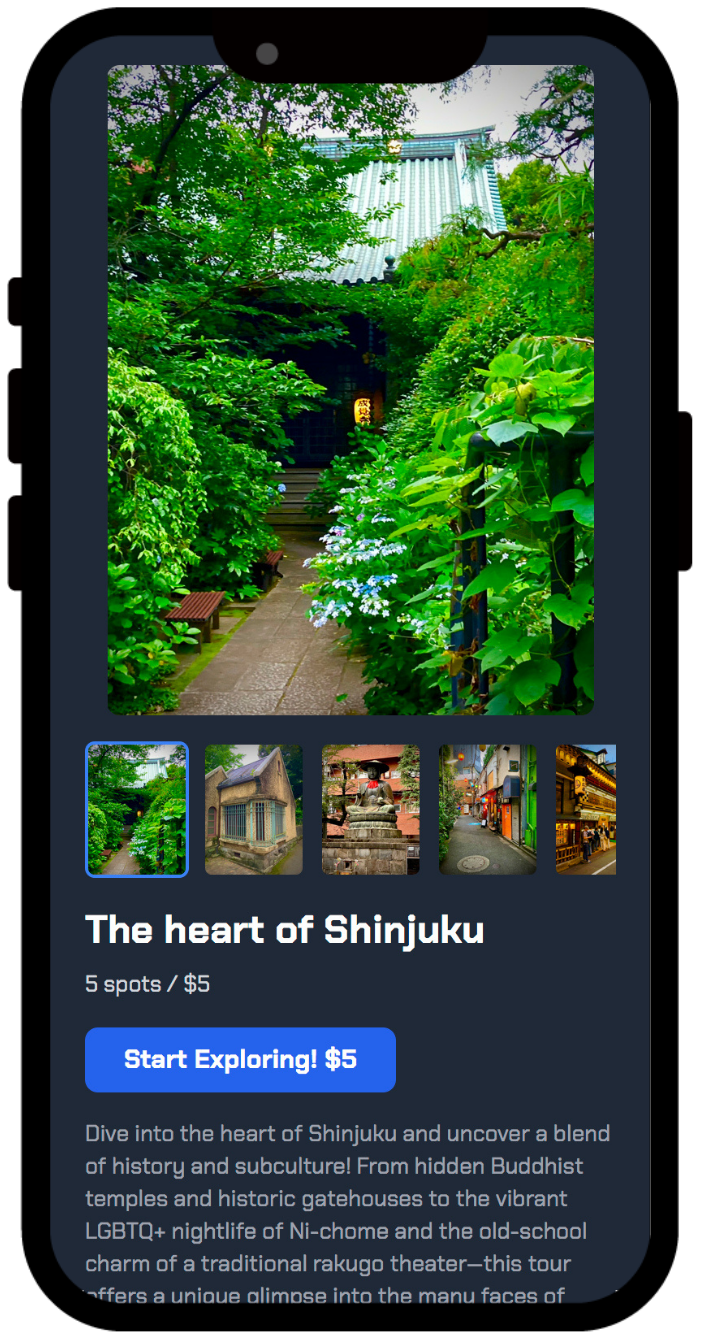 The heart of Shinjuku
5 spots / $5
Start Exploring! $5
Dive into the heart of Shinjuku and uncover a blend
of history and subculture! From hidden Buddhist
temples and historic gatehouses to the vibrant
LGBTQ+ nightlife of Ni-chome and the old-school
charm of a traditional rakugo theater—this tour
offers a unique glimpse into the many faces of